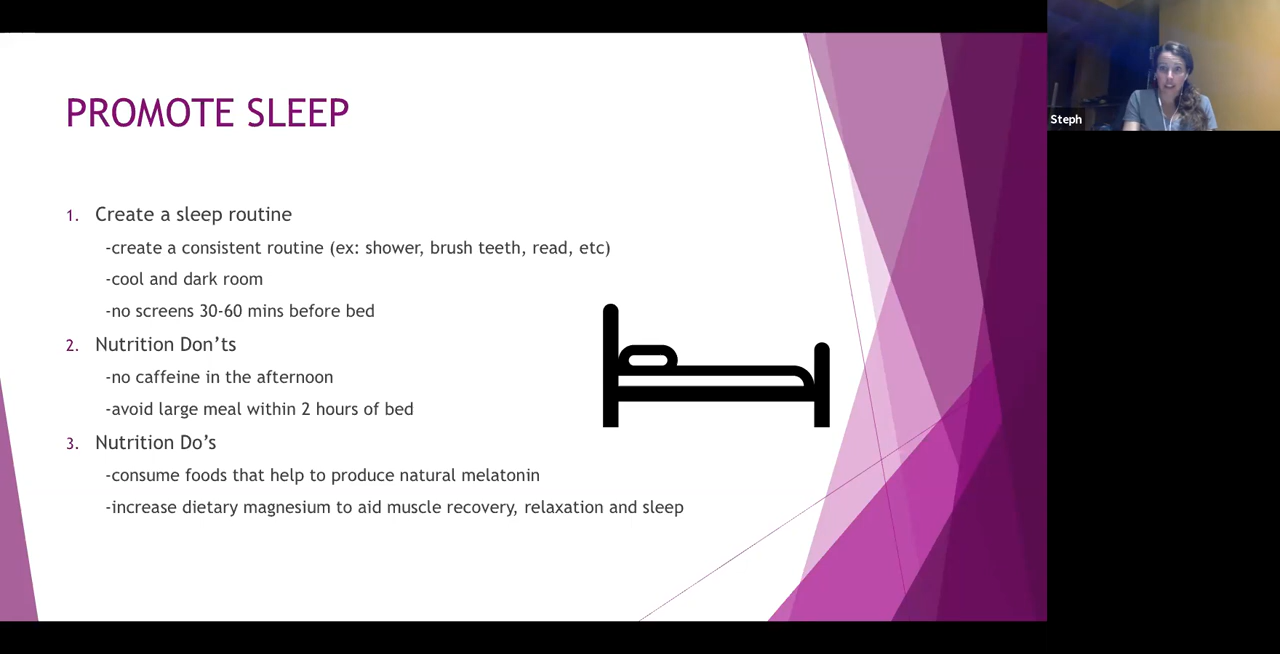 PROMOTE SLEEP
1. Create a sleep routine
-create a consistent routine (ex: shower, brush teeth, read, etc)
-cool and dark room
-no screens 30-60 mins before bed
2. Nutrition Don’ts
-no caffeine in the afternoon
-avoid large meal within 2 hours of bed
3. Nutrition Do’s
-consume foods that help to produce natural melatonin
-increase dietary magnesium to aid muscle recovery, relaxation and sleep
Steph